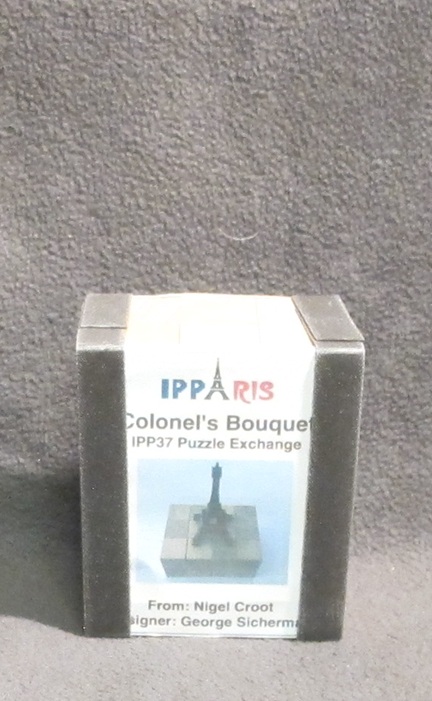 IPPARIS
Colonel's Bouquet
IPP37 Puzzle Exchange
From: Nigel Croot
signer: George Sicherma